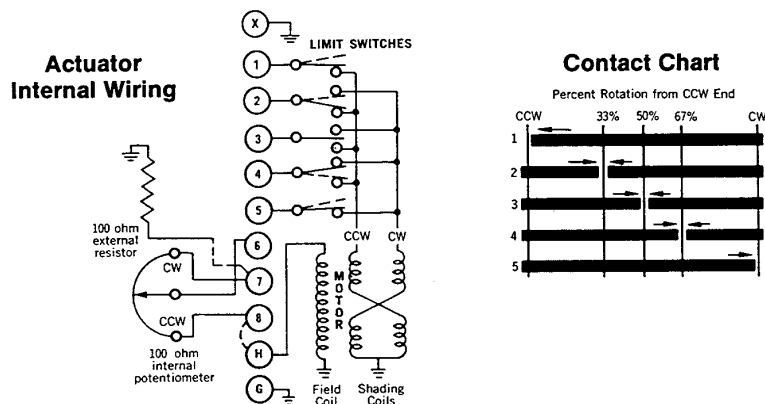 Actuator
Internal Wiring
X
LIMIT SWITCHES
1
2
3
4
5
6
7
8
H
G
100 ohm
external
resistor
CW
CCW
100 ohm
internal
potentiometer
CCW CW
MOTOR
Field
Coil
Shading
Coils
Contact Chart
Percent Rotation from CCW End
CCW 33% 50% 67% CW
1
2
3
4
5